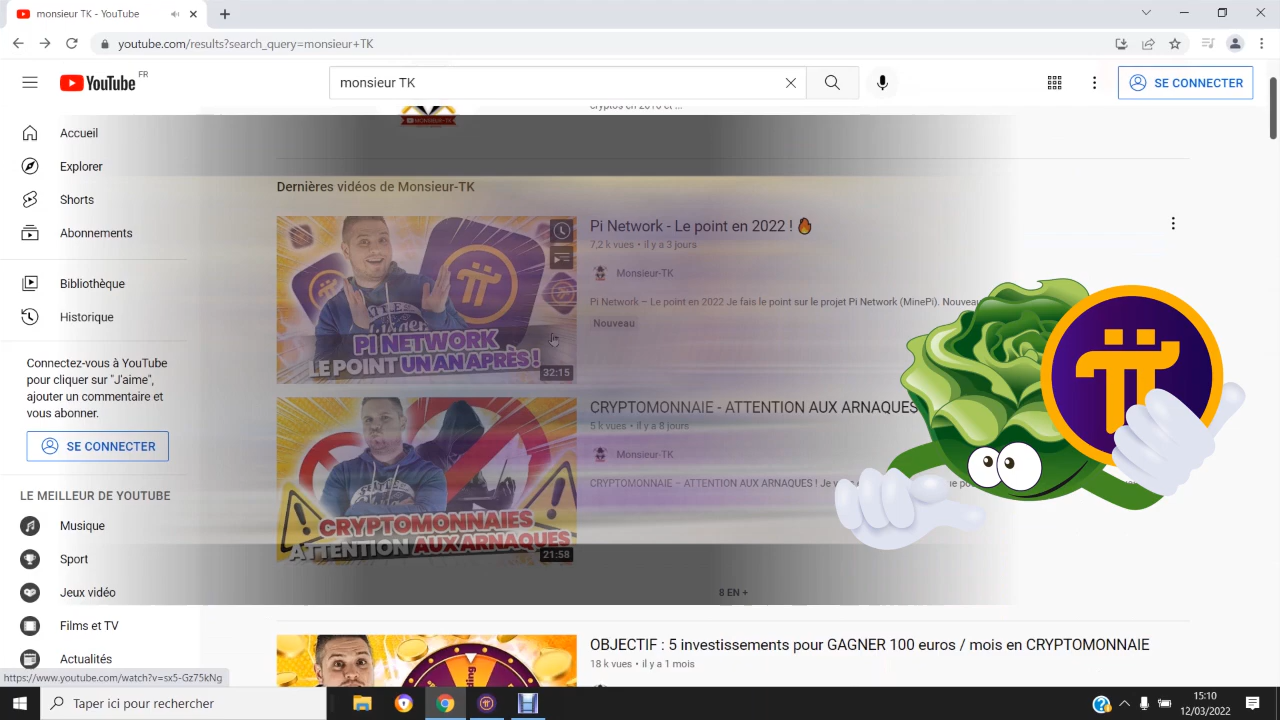 monsieur TK - YouTube
youtube.com/results?search_query=monsieur+TK
YouTube
FR
monsieur TK
SE CONNECTER
Accueil
Explorer
Shorts
Abonnements
Bibliothèque
Historique
Connectez-vous à YouTube
pour cliquer sur "J'aime",
ajouter un commentaire et
vous abonner.
SE CONNECTER
LE MEILLEUR DE YOUTUBE
Musique
Sport
Jeux vidéo
Films et TV
Actualités
MONSIEUR-TK
Dernières vidéos de Monsieur-TK
PI NETWORK
LE POINT UN AN APRÈS !
32:15
Pi Network - Le point en 2022 ! 🔥
7,2 k vues • il y a 3 jours
Monsieur-TK
Pi Network – Le point en 2022 Je fais le point sur le projet Pi Network (MinePi). Nouveau
Nouveau
CRYPTOMONNAIES
ATTENTION AUX ARNAQUES
21:58
CRYPTOMONNAIE - ATTENTION AUX ARNAQUES
5 k vues • il y a 8 jours
Monsieur-TK
CRYPTOMONNAIE – ATTENTION AUX ARNAQUES ! Je
8 EN +
OBJECTIF : 5 investissements pour GAGNER 100 euros / mois en CRYPTOMONNAIE
18 k vues • il y a 1 mois
https://www.youtube.com/watch?v=sx5-Gz75kNg
Taper ici pour rechercher
15:10
12/03/2022